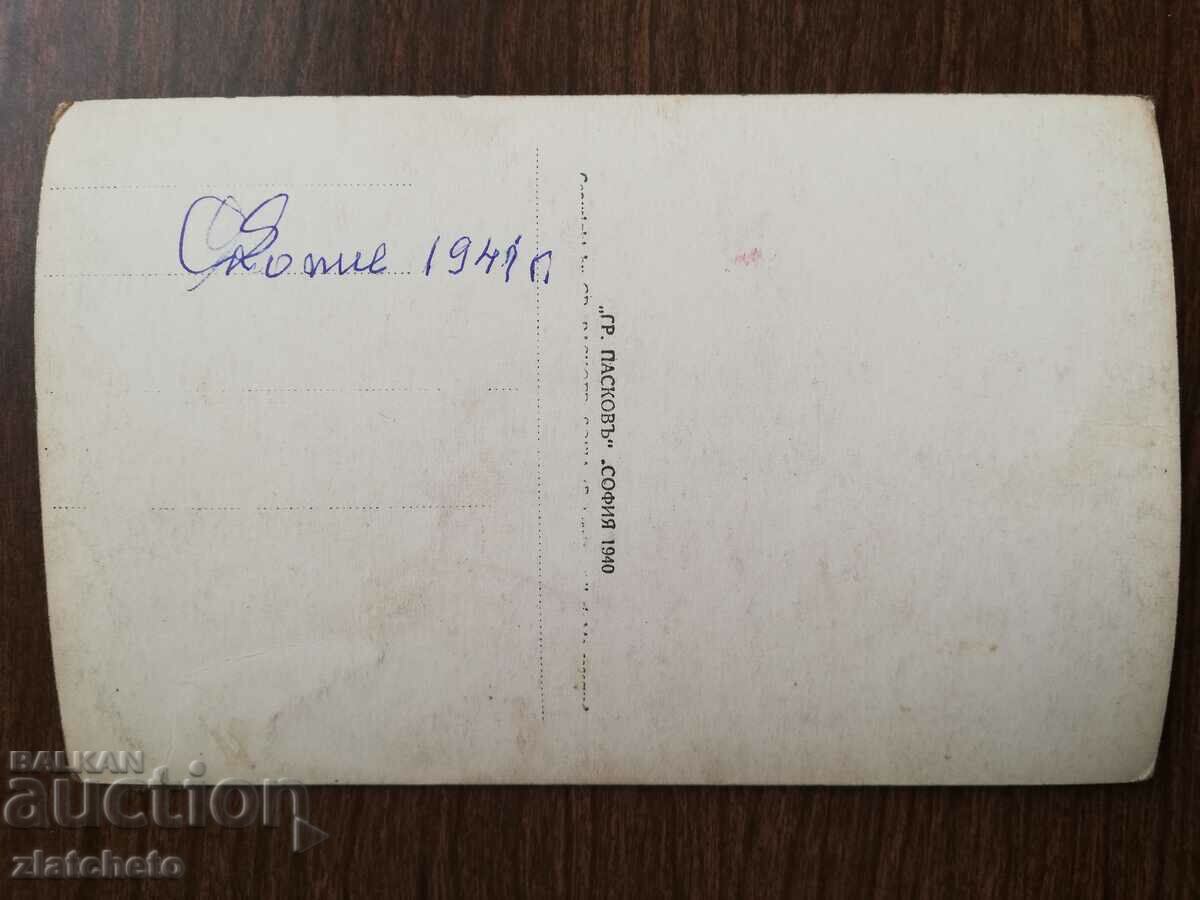 Скопие 1941 г.
„ГР. ПАСКОВЪ“ .СОФИЯ 1940
BALKAN
auction
zlatcheto